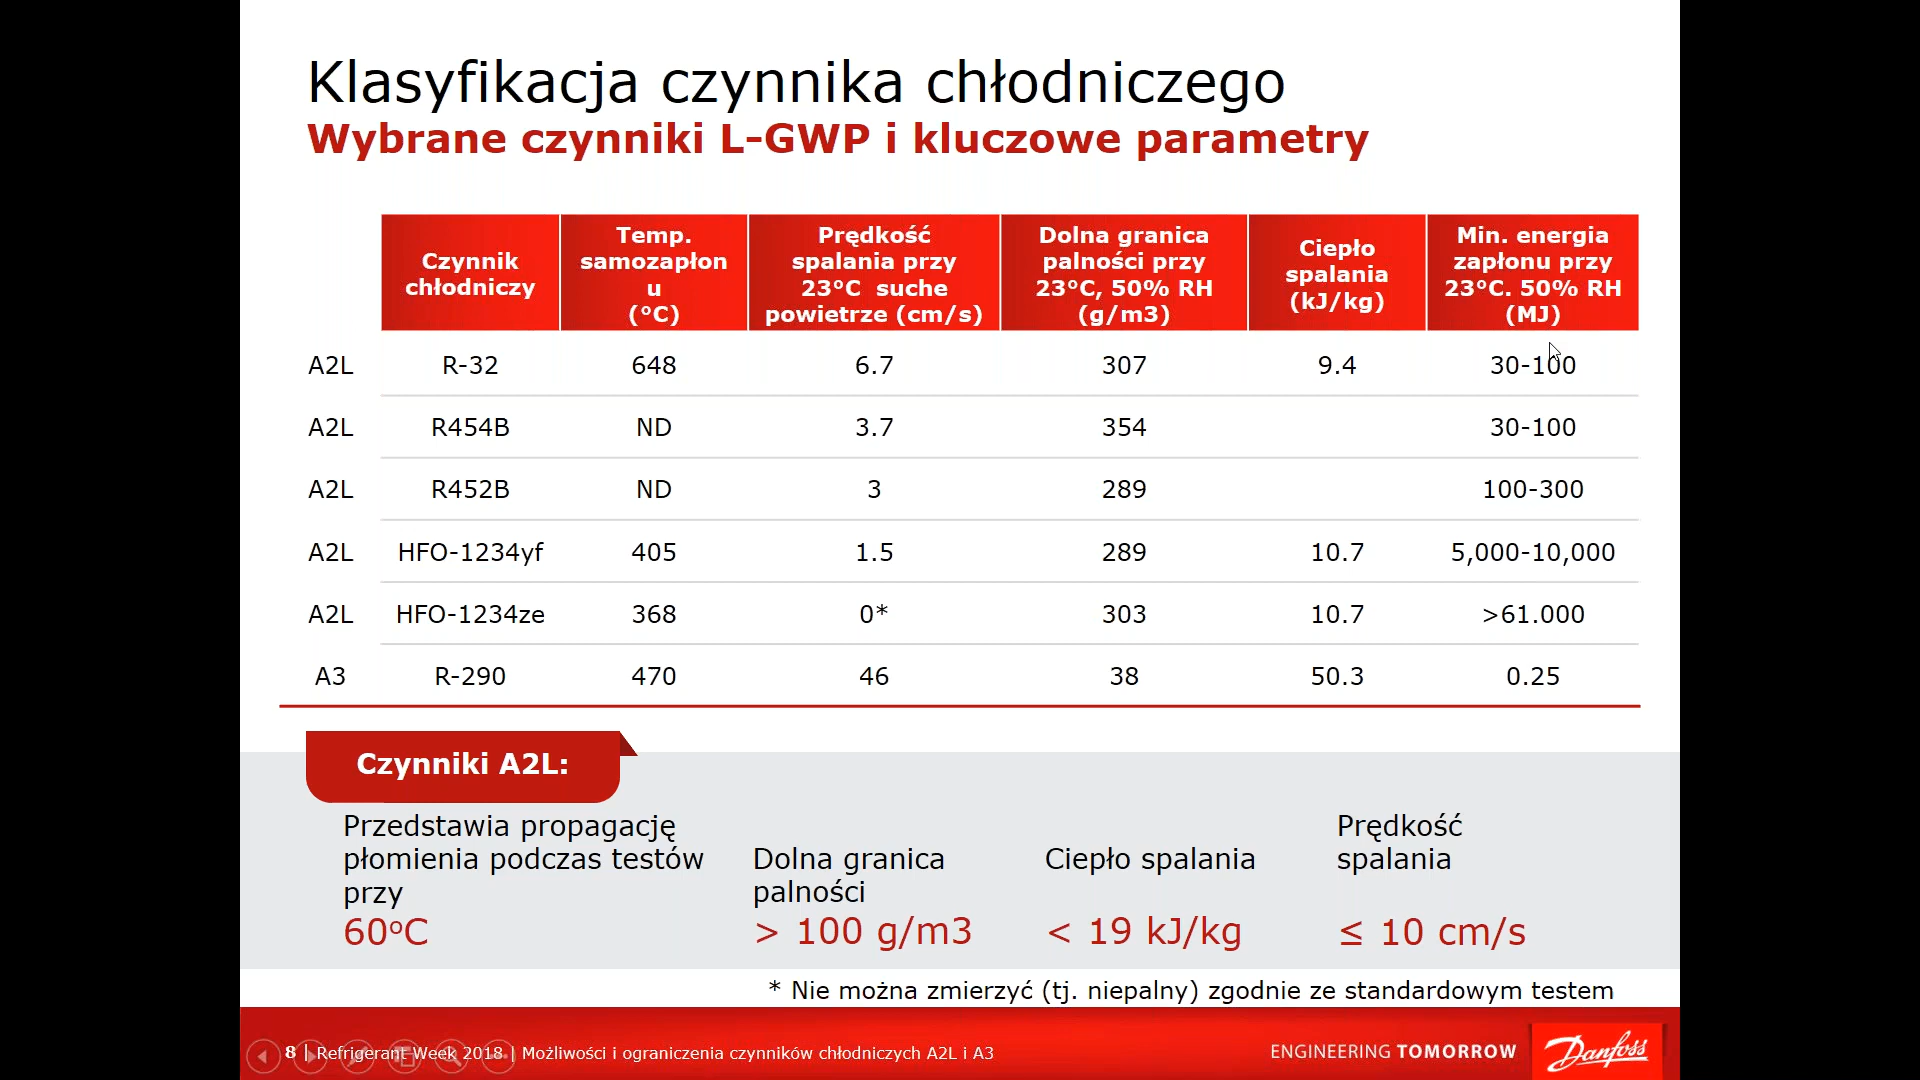 Klasyfikacja czynnika chłodniczego
Wybrane czynniki L-GWP i kluczowe parametry
Czynnik
chłodniczy
Temp.
samozapłon
u
(°C)
Prędkość
spalania przy
23°C suche
powietrze (cm/s)
Dolna granica
palności przy
23°C, 50% RH
(g/m3)
Ciepło
spalania
(kJ/kg)
Min. energia
zapłonu przy
23°C. 50% RH
(MJ)
A2L R-32 648 6.7 307 9.4 30-100
A2L R454B ND 3.7 354 30-100
A2L R452B ND 3 289 100-300
A2L HFO-1234yf 405 1.5 289 10.7 5,000-10,000
A2L HFO-1234ze 368 0* 303 10.7 >61.000
A3 R-290 470 46 38 50.3 0.25
Czynniki A2L:
Przedstawia propagację
płomienia podczas testów
przy
60°C
Dolna granica
palności
> 100 g/m3
Ciepło spalania
< 19 kJ/kg
Prędkość
spalania
≤ 10 cm/s
* Nie można zmierzyć (tj. niepalny) zgodnie ze standardowym testem
8 | Refrigerant Week 2018 | Możliwości i ograniczenia czynników chłodniczych A2L i A3
ENGINEERING TOMORROW
Danfoss